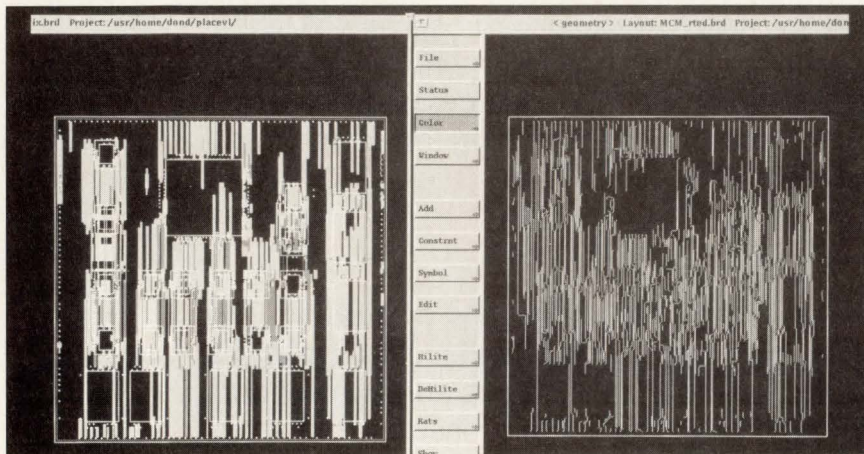 ix.brd Project: /usr/home/dond/placevl/
< geometry > Layout: MCM_rted.brd Project: /usr/home/don
File
Status
Color
Window
Add
Constrnt
Symbol
Edit
Hilite
DeHilite
Rats
Show